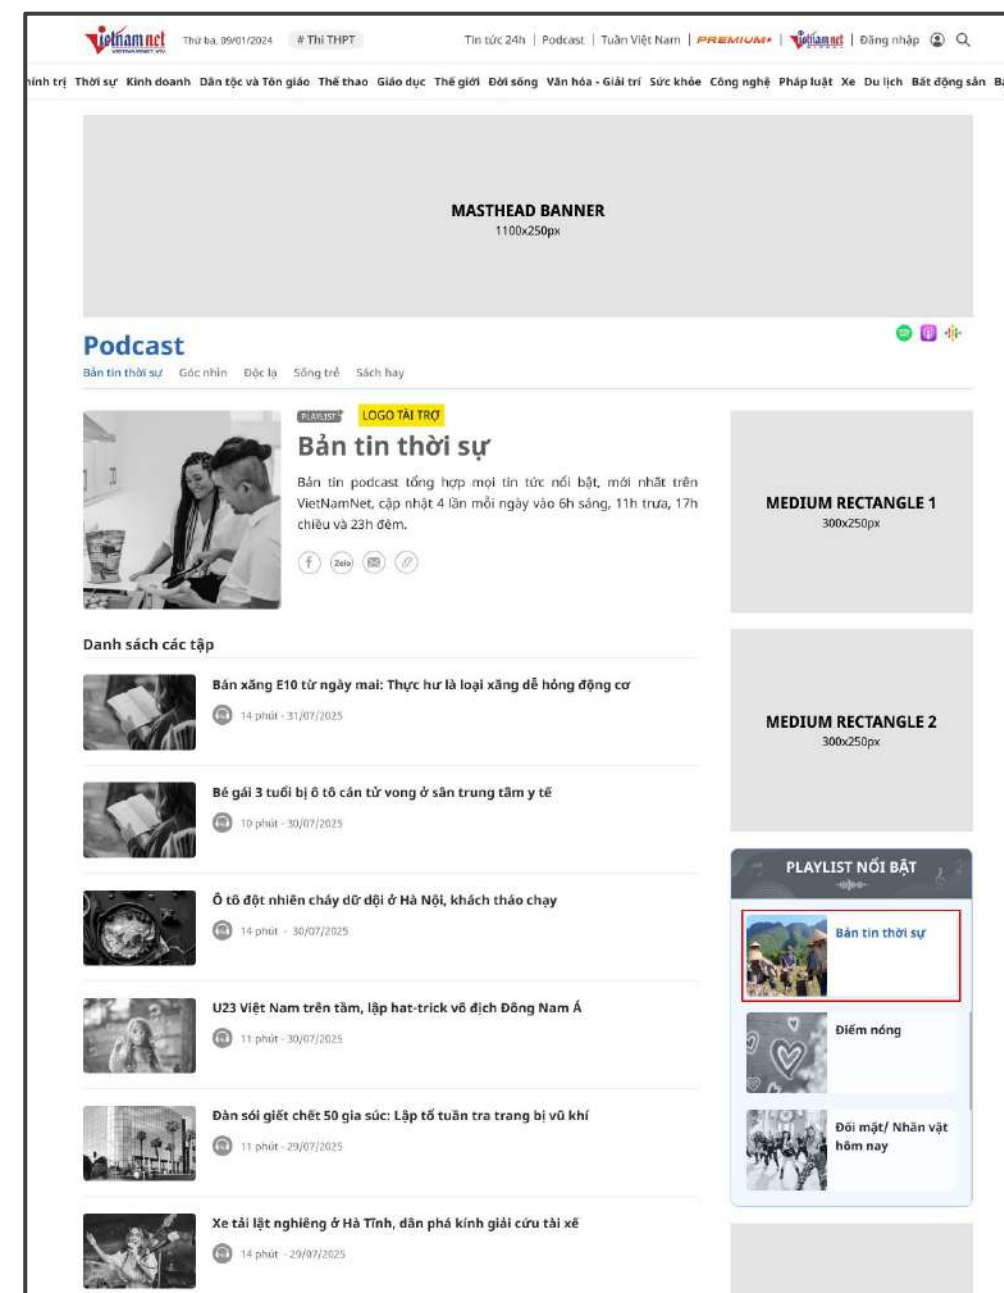 Vietnamnet
VIETNAMNET.VN
Thứ ba, 09/01/2024
# Thi THPT
Tin tức 24h | Podcast | Tuần Việt Nam | PREMIUM+ | Vietnamnet GLOBAL | Đăng nhập
hính trị Thời sự Kinh doanh Dân tộc và Tôn giáo Thể thao Giáo dục Thế giới Đời sống Văn hóa - Giải trí Sức khỏe Công nghệ Pháp luật Xe Du lịch Bất động sản Bạ
MASTHEAD BANNER
1100x250px
Podcast
Bản tin thời sự Góc nhìn Độc lạ Sống trẻ Sách hay
PLAYLIST
LOGO TÀI TRỢ
Bản tin thời sự
Bản tin podcast tổng hợp mọi tin tức nổi bật, mới nhất trên
VietNamNet, cập nhật 4 lần mỗi ngày vào 6h sáng, 11h trưa, 17h
chiều và 23h đêm.
Zalo
MEDIUM RECTANGLE 1
300x250px
Danh sách các tập
Bán xăng E10 từ ngày mai: Thực hư là loại xăng dễ hỏng động cơ
14 phút - 31/07/2025
Bé gái 3 tuổi bị ô tô cán tử vong ở sân trung tâm y tế
10 phút - 30/07/2025
Ô tô đột nhiên cháy dữ dội ở Hà Nội, khách tháo chạy
14 phút - 30/07/2025
U23 Việt Nam trên tầm, lập hat-trick vô địch Đông Nam Á
11 phút - 30/07/2025
Đàn sói giết chết 50 gia súc: Lập tổ tuần tra trang bị vũ khí
11 phút - 29/07/2025
Xe tải lật nghiêng ở Hà Tĩnh, dân phá kính giải cứu tài xế
14 phút - 29/07/2025
MEDIUM RECTANGLE 2
300x250px
PLAYLIST NỔI BẬT
Bản tin thời sự
Điểm nóng
Đối mặt/ Nhân vật
hôm nay